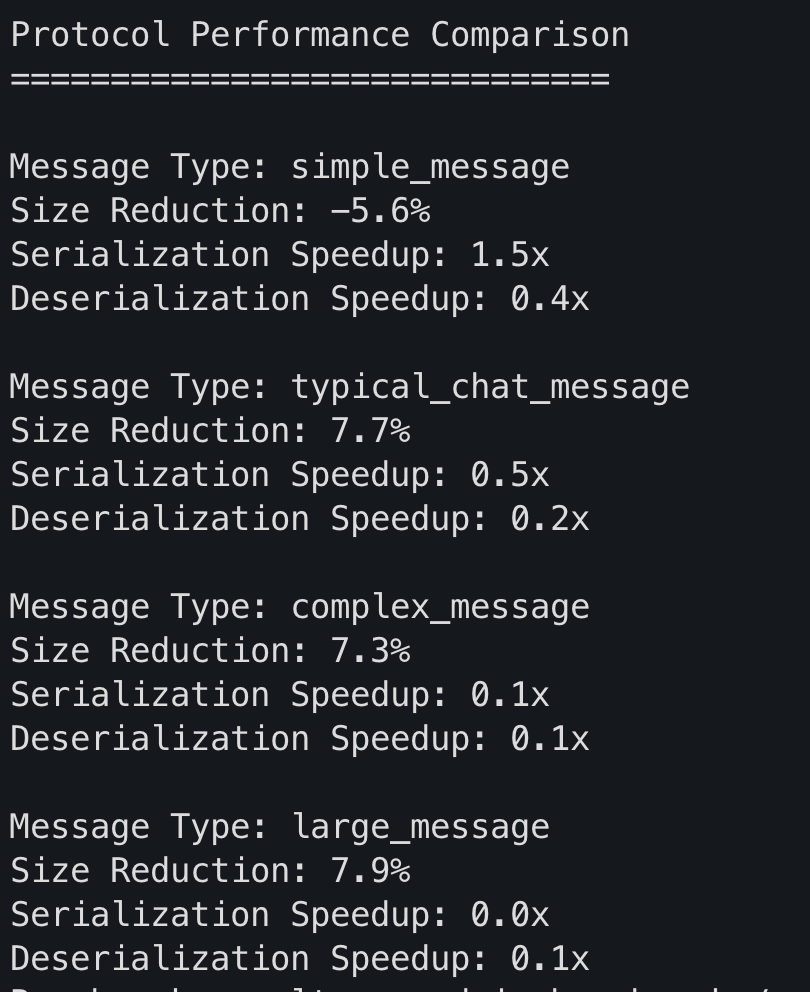 Protocol Performance Comparison
==============================
Message Type: simple_message
Size Reduction: -5.6%
Serialization Speedup: 1.5x
Deserialization Speedup: 0.4x
Message Type: typical_chat_message
Size Reduction: 7.7%
Serialization Speedup: 0.5x
Deserialization Speedup: 0.2x
Message Type: complex_message
Size Reduction: 7.3%
Serialization Speedup: 0.1x
Deserialization Speedup: 0.1x
Message Type: large_message
Size Reduction: 7.9%
Serialization Speedup: 0.0x
Deserialization Speedup: 0.1x